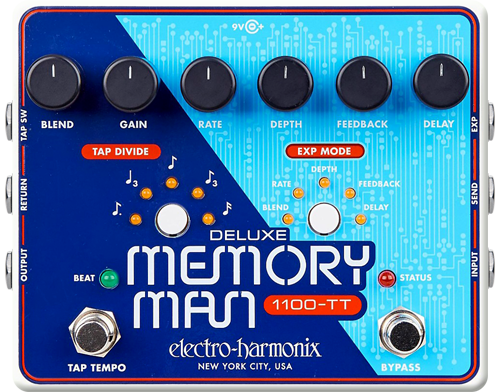 9V
BLEND
GAIN
RATE
DEPTH
FEEDBACK
DELAY
TAP SW
EXP
TAP DIVIDE
EXP MODE
3
3
DEPTH
RATE
FEEDBACK
BLEND
DELAY
RETURN
SEND
OUTPUT
INPUT
DELUXE
MEMORY
MAN
1100-TT
BEAT
STATUS
electro-harmonix
NEW YORK CITY, USA
TAP TEMPO
BYPASS